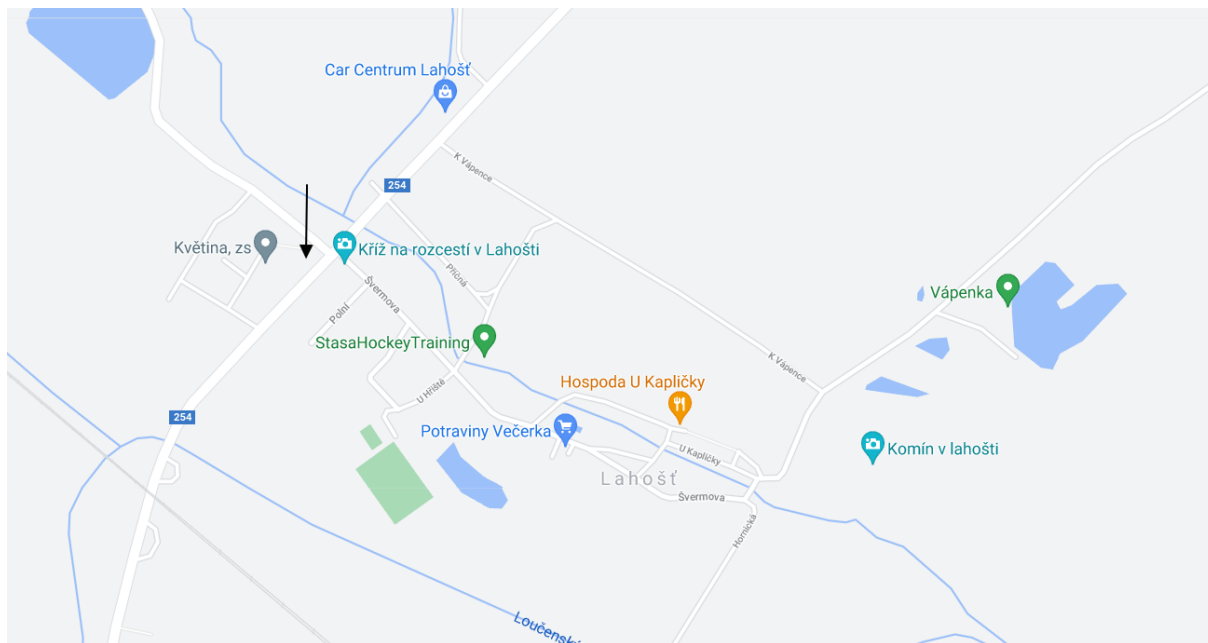 Car Centrum Lahošť
K Vápence
254
Květina, zs
Kříž na rozcestí v Lahošti
Příčná
Švermova
Vápenka
Polní
StasaHockeyTraining
K Vápence
U Hřiště
Hospoda U Kapličky
254
Potraviny Večerka
U Kapličky
Komín v lahošti
Lahošť
Švermova
Hornická
Loučensk